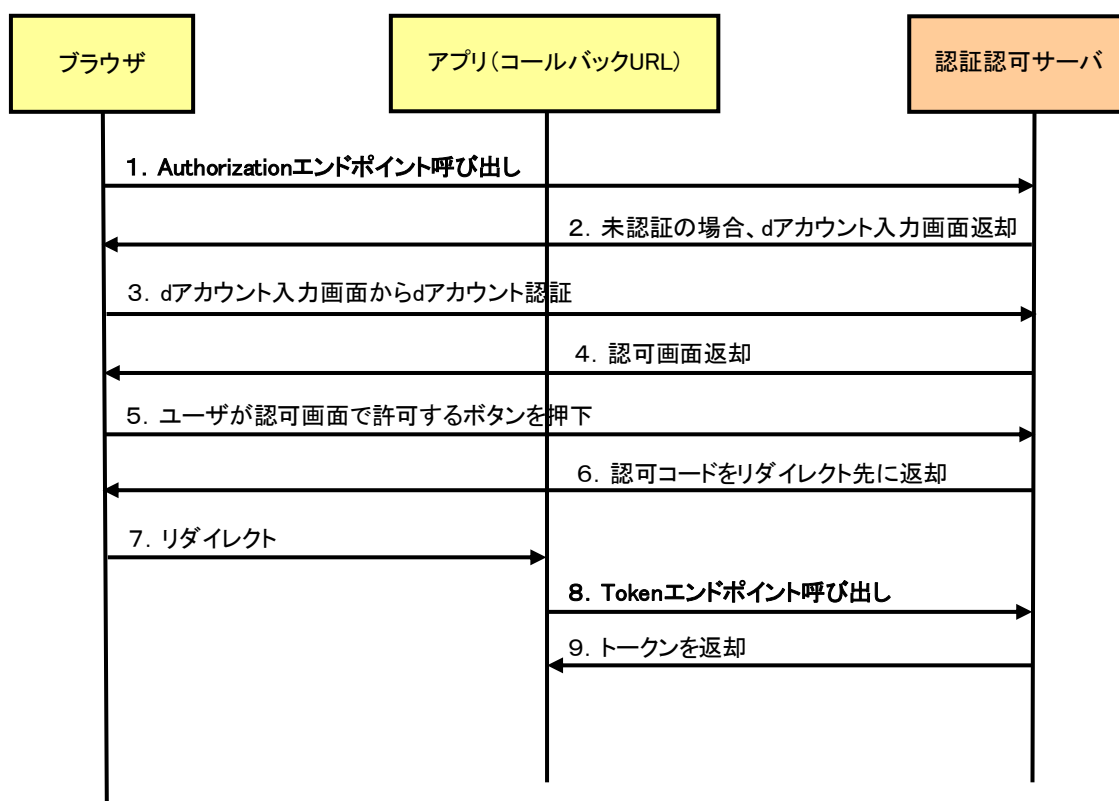 ブラウザ
アプリ(コールバックURL)
認証認可サーバ
1. Authorizationエンドポイント呼び出し
2. 未認証の場合、dアカウント入力画面返却
3. dアカウント入力画面からdアカウント認証
4. 認可画面返却
5. ユーザが認可画面で許可するボタンを押下
6. 認可コードをリダイレクト先に返却
7. リダイレクト
8. Tokenエンドポイント呼び出し
9. トークンを返却